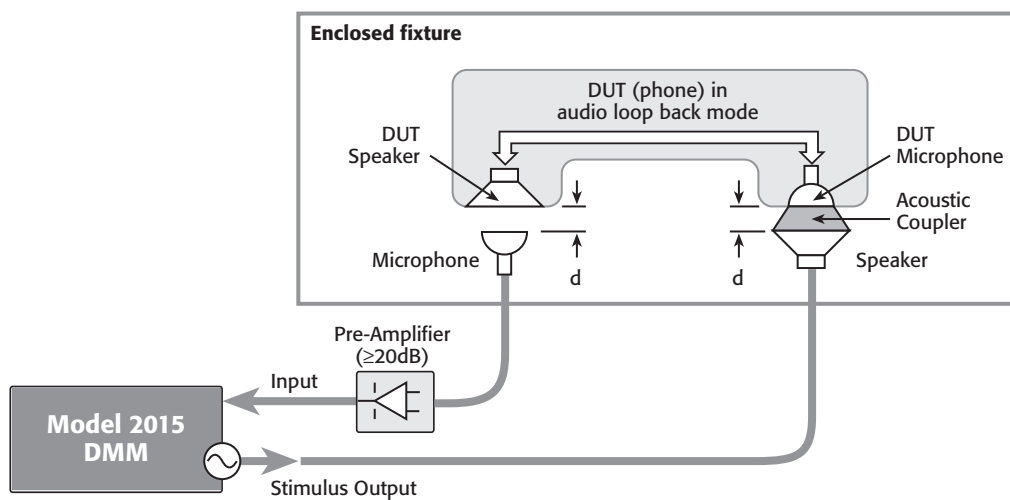 Enclosed fixture
DUT (phone) in
audio loop back mode
DUT
Speaker
DUT
Microphone
Acoustic
Coupler
Microphone
d
d
Speaker
Pre-Amplifier
(≥20dB)
Input
Model 2015
DMM
Stimulus Output